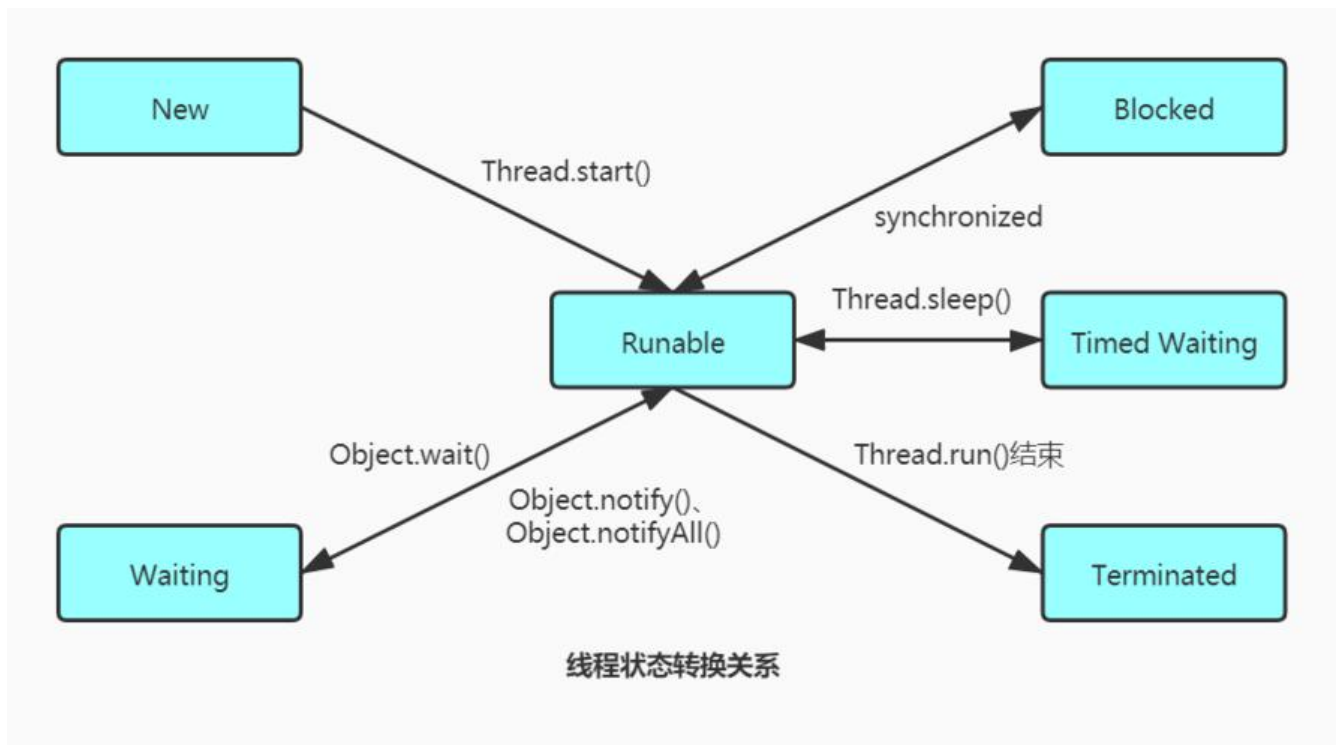 New
Blocked
Thread.start()
synchronized
Thread.sleep()
Runable
Timed Waiting
Object.wait()
Thread.run()结束
Object.notify()、
Object.notifyAll()
Waiting
Terminated
线程状态转换关系